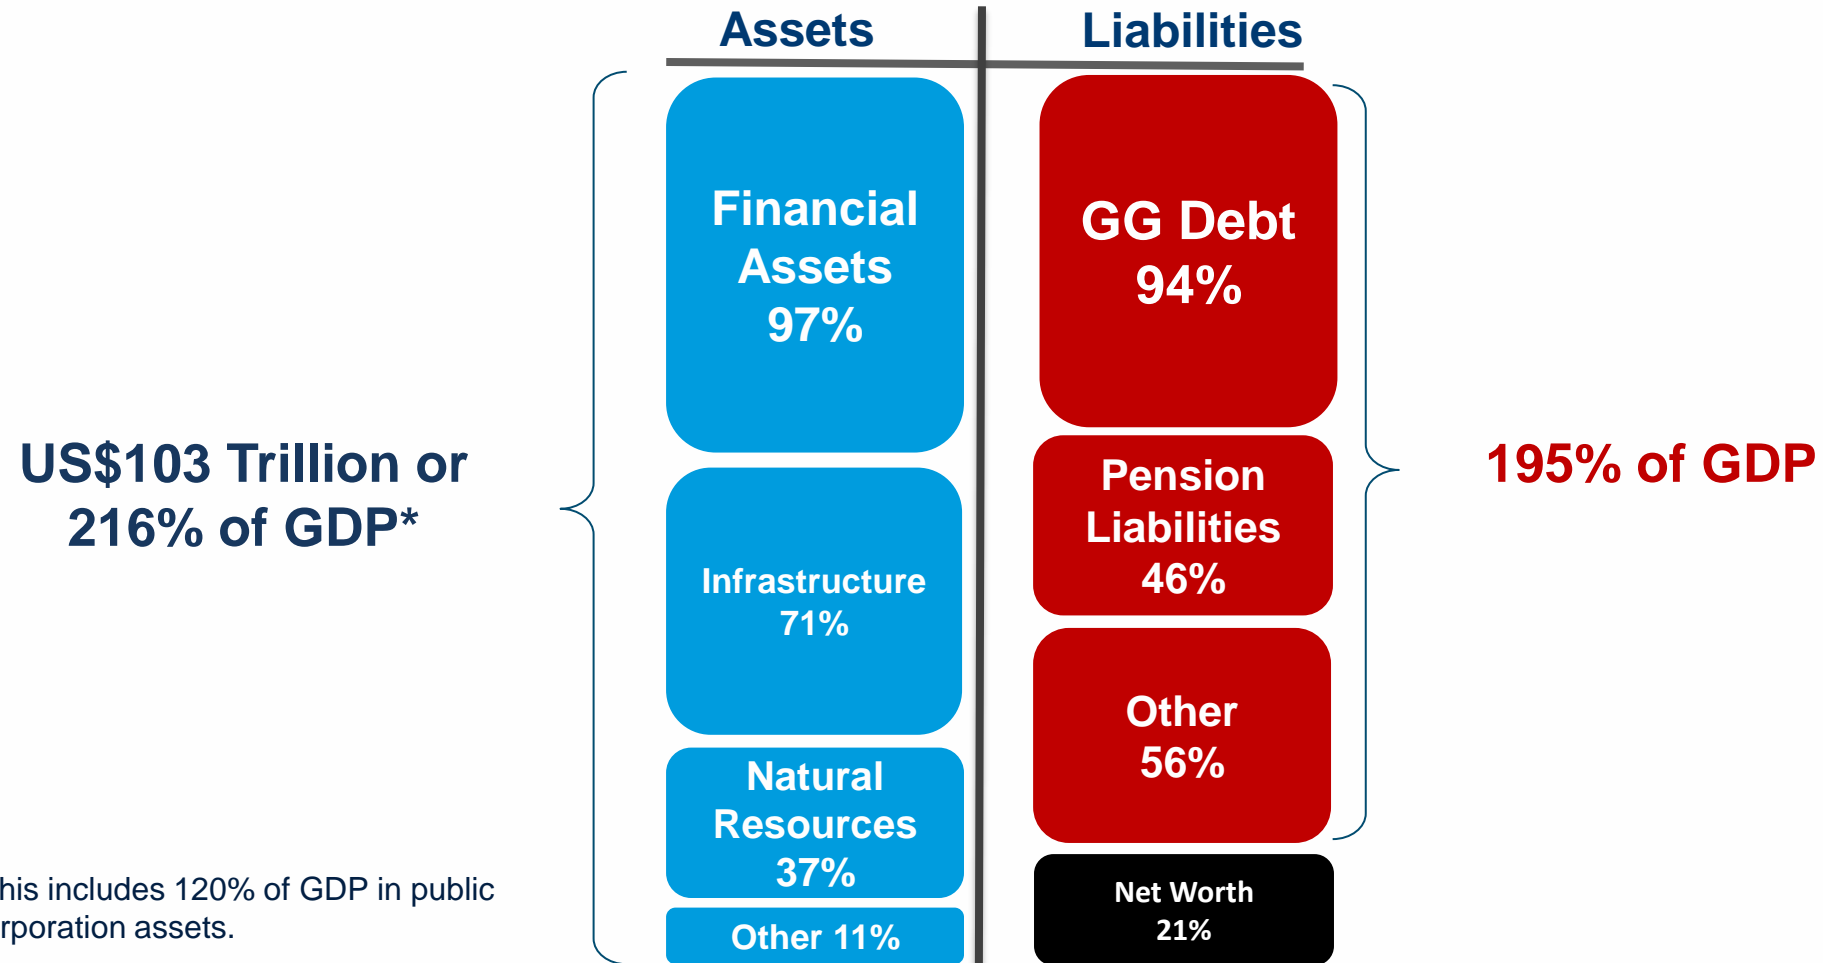 Assets
Liabilities
Financial
Assets
97%
GG Debt
94%
US$103 Trillion or
216% of GDP*
195% of GDP
Infrastructure
71%
Pension
Liabilities
46%
Natural
Resources
37%
Other
56%
Other 11%
Net Worth
21%
includes 120% of GDP in public
assets.